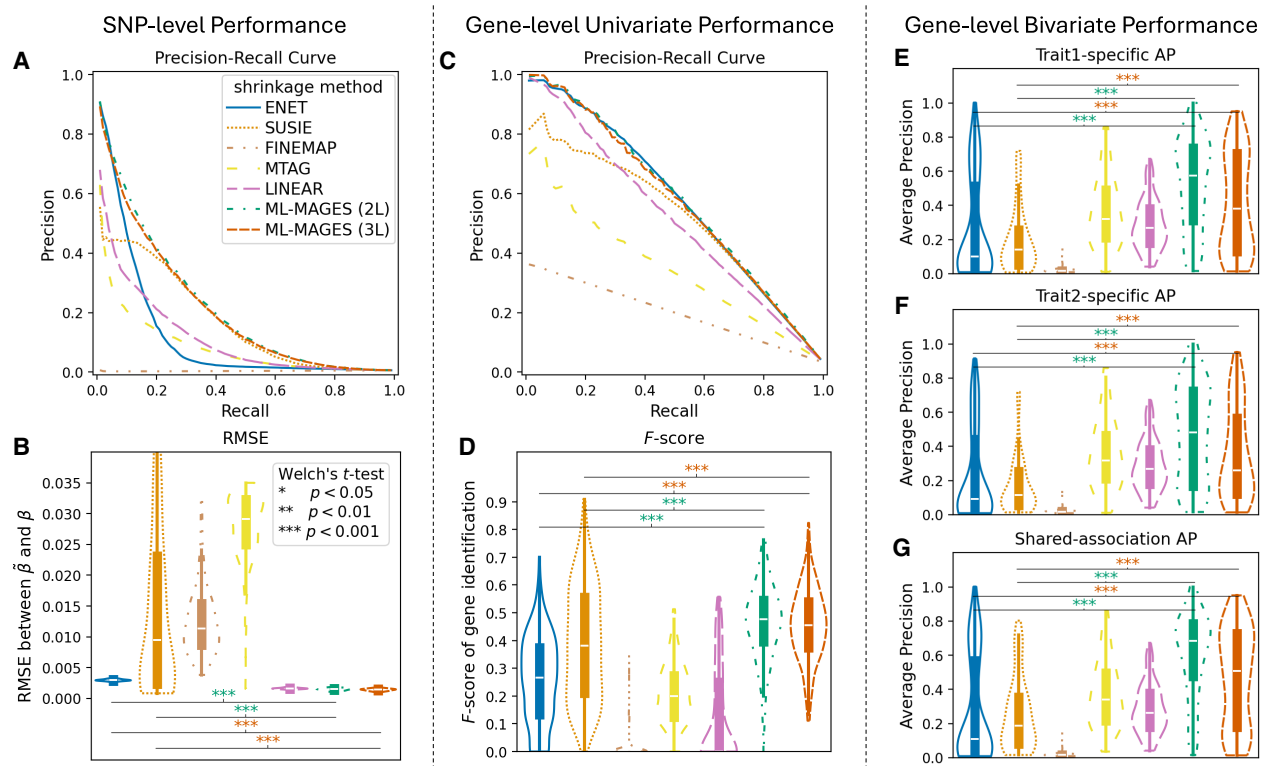 SNP-level Performance
Gene-level Univariate Performance
Gene-level Bivariate Performance
A
Precision-Recall Curve
1.0
0.8
0.6
0.4
0.2
0.0
Precision
0.0 0.2 0.4 0.6 0.8 1.0
Recall
shrinkage method
ENET
SUSIE
FINEMAP
MTAG
LINEAR
ML-MAGES (2L)
ML-MAGES (3L)
B
RMSE
0.035
0.030
0.025
0.020
0.015
0.010
0.005
0.000
RMSE between β̃ and β
Welch's t-test
* p < 0.05
** p < 0.01
*** p < 0.001
***
***
***
***
C
Precision-Recall Curve
1.0
0.8
0.6
0.4
0.2
0.0
Precision
0.0 0.2 0.4 0.6 0.8 1.0
Recall
D
F-score
0.9
0.8
0.7
0.6
0.5
0.4
0.3
0.2
0.1
0.0
F-score of gene identification
***
***
***
***
E
Trait1-specific AP
1.0
0.8
0.6
0.4
0.2
0.0
Average Precision
***
***
***
***
F
Trait2-specific AP
1.0
0.8
0.6
0.4
0.2
0.0
Average Precision
***
***
***
***
G
Shared-association AP
1.0
0.8
0.6
0.4
0.2
0.0
Average Precision
***
***
***
***